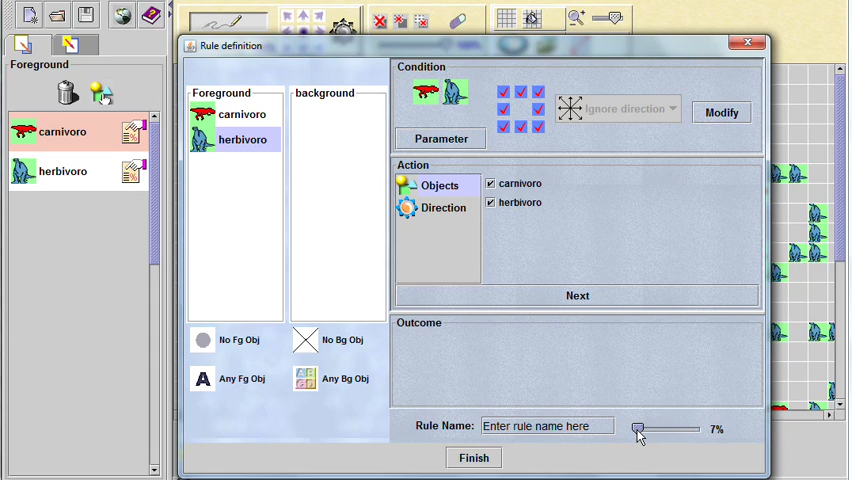 Rule definition
Foreground
carnivoro
herbivoro
Foreground
background
carnivoro
herbivoro
No Fg Obj
No Bg Obj
A
Any Fg Obj
Any Bg Obj
Condition
Ignore direction
Modify
Parameter
Action
Objects
Direction
carnivoro
herbivoro
Next
Outcome
Rule Name:
Enter rule name here
7%
Finish